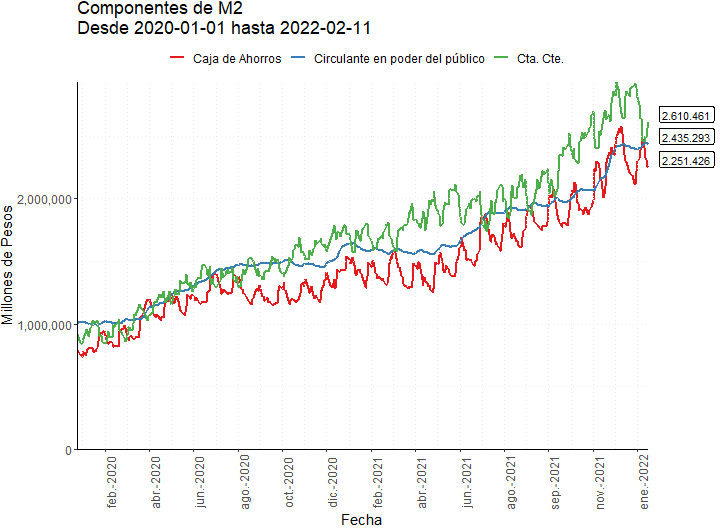 Componentes de M2
Desde 2020-01-01 hasta 2022-02-11
Caja de Ahorros Circulante en poder del público Cta. Cte.
2.610.461
2.435.293
2.251.426
2,000,000
1,000,000
0
Millones de Pesos
feb.-2020 abr.-2020 jun.-2020 ago.-2020 oct.-2020 dic.-2020 feb.-2021 abr.-2021 jun.-2021 ago.-2021 sep.-2021 nov.-2021 ene.-2022
Fecha